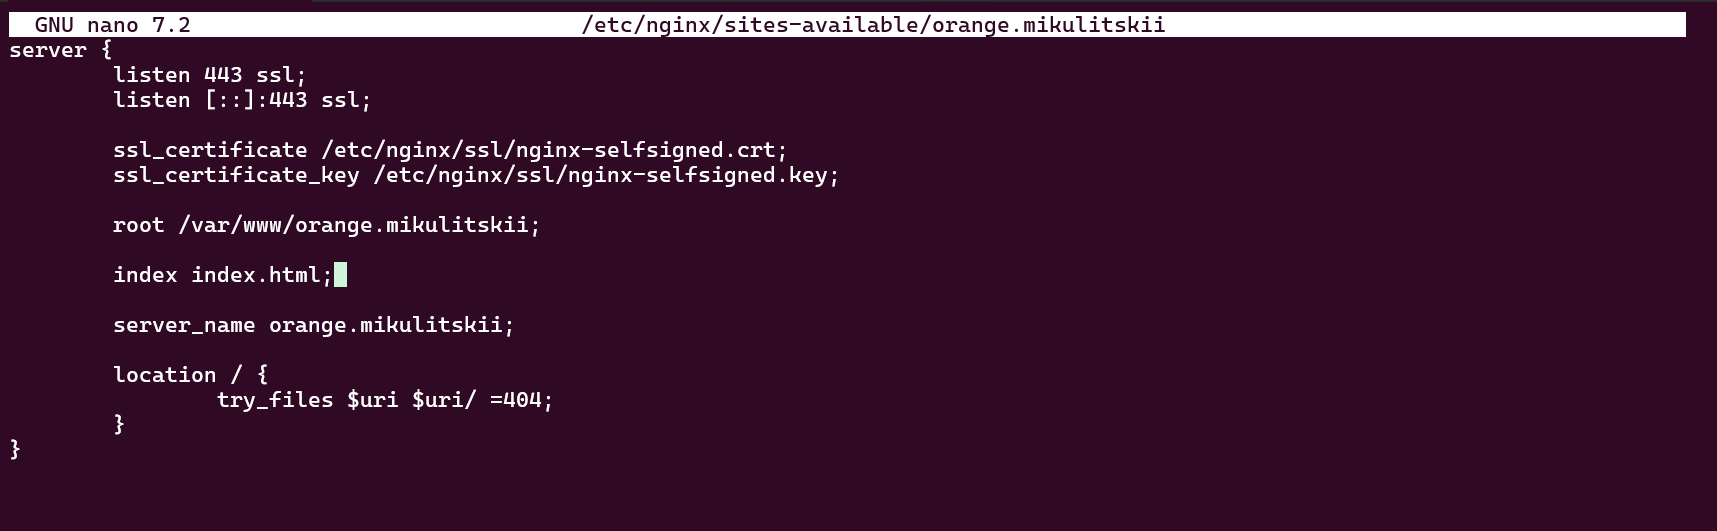 GNU nano 7.2 /etc/nginx/sites-available/orange.mikulitskii
server {
listen 443 ssl;
listen [::]:443 ssl;
ssl_certificate /etc/nginx/ssl/nginx-selfsigned.crt;
ssl_certificate_key /etc/nginx/ssl/nginx-selfsigned.key;
root /var/www/orange.mikulitskii;
index index.html;
server_name orange.mikulitskii;
location / {
try_files $uri $uri/ =404;
}
}